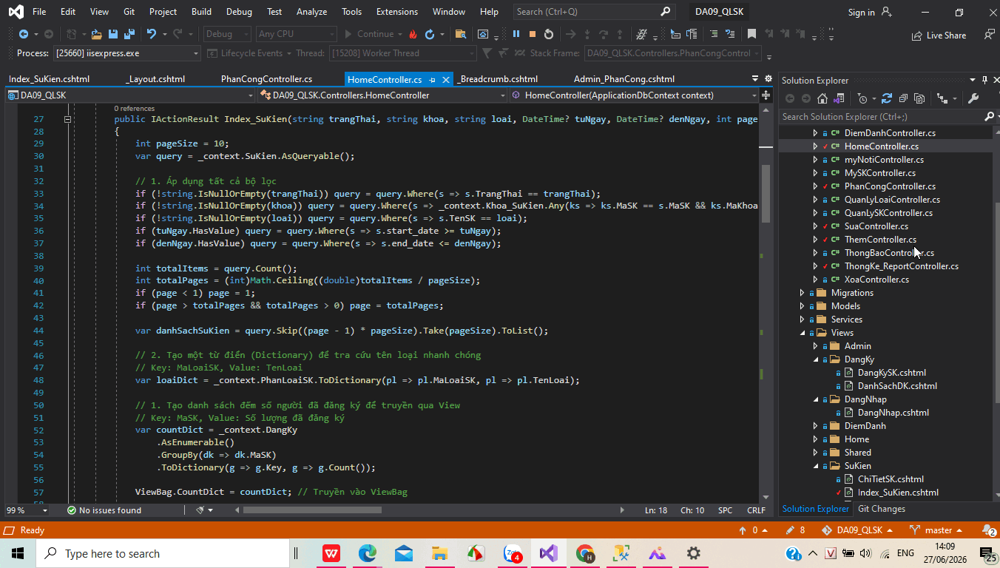 File Edit View Git Project Build Debug Test Analyze Tools Extensions Window Help Search (Ctrl+Q) DA09_QLSK Sign in
Debug Any CPU Continue Live Share
Process: [25660] iisexpress.exe Lifecycle Events Thread: [15208] Worker Thread Stack Frame: DA09_QLSK.Controllers.PhanCongControl
Index_SuKien.cshtml _Layout.cshtml PhanCongController.cs HomeController.cs _Breadcrumb.cshtml Admin_PhanCong.cshtml
DA09_QLSK DA09_QLSK.Controllers.HomeController HomeController(ApplicationDbContext context)
0 references
27 public IActionResult Index_SuKien(string trangThai, string khoa, string loai, DateTime? tuNgay, DateTime? denNgay, int page
28 {
29 int pageSize = 10;
30 var query = _context.SuKien.AsQueryable();
31
32 // 1. Áp dụng tất cả bộ lọc
33 if (!string.IsNullOrEmpty(trangThai)) query = query.Where(s => s.TrangThai == trangThai);
34 if (!string.IsNullOrEmpty(khoa)) query = query.Where(s => _context.Khoa_SuKien.Any(ks => ks.MaSK == s.MaSK && ks.MaKhoa
35 if (!string.IsNullOrEmpty(loai)) query = query.Where(s => s.TenSK == loai);
36 if (tuNgay.HasValue) query = query.Where(s => s.start_date >= tuNgay);
37 if (denNgay.HasValue) query = query.Where(s => s.end_date <= denNgay);
38
39 int totalItems = query.Count();
40 int totalPages = (int)Math.Ceiling((double)totalItems / pageSize);
41 if (page < 1) page = 1;
42 if (page > totalPages && totalPages > 0) page = totalPages;
43
44 var danhSachSuKien = query.Skip((page - 1) * pageSize).Take(pageSize).ToList();
45
46 // 2. Tạo một từ điển (Dictionary) để tra cứu tên loại nhanh chóng
47 // Key: MaLoaiSK, Value: TenLoai
48 var loaiDict = _context.PhanLoaiSK.ToDictionary(pl => pl.MaLoaiSK, pl => pl.TenLoai);
49
50 // 1. Tạo danh sách đếm số người đã đăng ký để truyền qua View
51 // Key: MaSK, Value: Số lượng đã đăng ký
52 var countDict = _context.DangKy
53 .AsEnumerable()
54 .GroupBy(dk => dk.MaSK)
55 .ToDictionary(g => g.Key, g => g.Count());
56
57 ViewBag.CountDict = countDict; // Truyền vào ViewBag
99 % No issues found Ln: 18 Ch: 10 SPC CRLF
Solution Explorer
Search Solution Explorer (Ctrl+;)
C# DiemDanhController.cs
C# HomeController.cs
C# myNotiController.cs
C# MySKController.cs
C# PhanCongController.cs
C# QuanLyLoaiController.cs
C# QuanLySKController.cs
C# SuaController.cs
C# ThemController.cs
C# ThongBaoController.cs
C# ThongKe_ReportController.cs
C# XoaController.cs
Migrations
Models
Services
Views
Admin
DangKy
DangKySK.cshtml
DanhSachDK.cshtml
DangNhap
DangNhap.cshtml
DiemDanh
Home
Shared
SuKien
ChiTietSK.cshtml
Index_SuKien.cshtml
Solution Explorer Git Changes
Ready 0 8 DA09_QLSK master 2
Type here to search W 4 H V ENG 14:09
27/06/2026 25